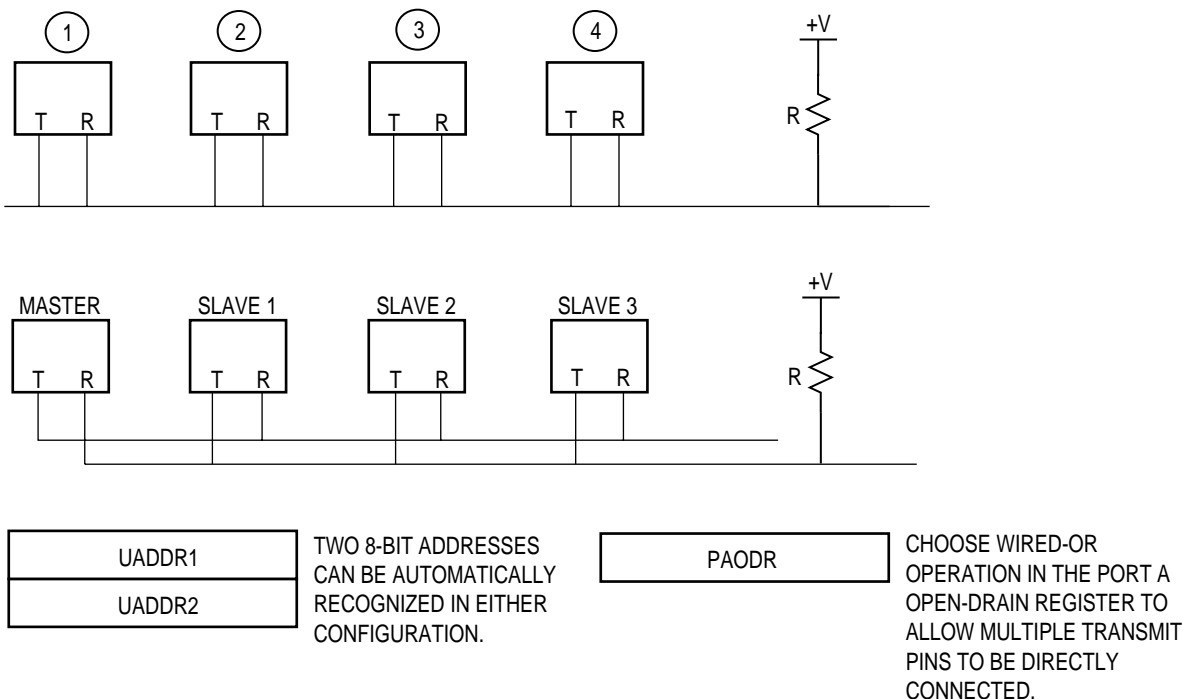 1 2 3 4 +V
T R T R T R T R R
MASTER SLAVE 1 SLAVE 2 SLAVE 3 +V
T R T R T R T R R
UADDR1
UADDR2
TWO 8-BIT ADDRESSES
CAN BE AUTOMATICALLY
RECOGNIZED IN EITHER
CONFIGURATION.
PAODR
CHOOSE WIRED-OR
OPERATION IN THE PORT A
OPEN-DRAIN REGISTER TO
ALLOW MULTIPLE TRANSMIT
PINS TO BE DIRECTLY
CONNECTED.